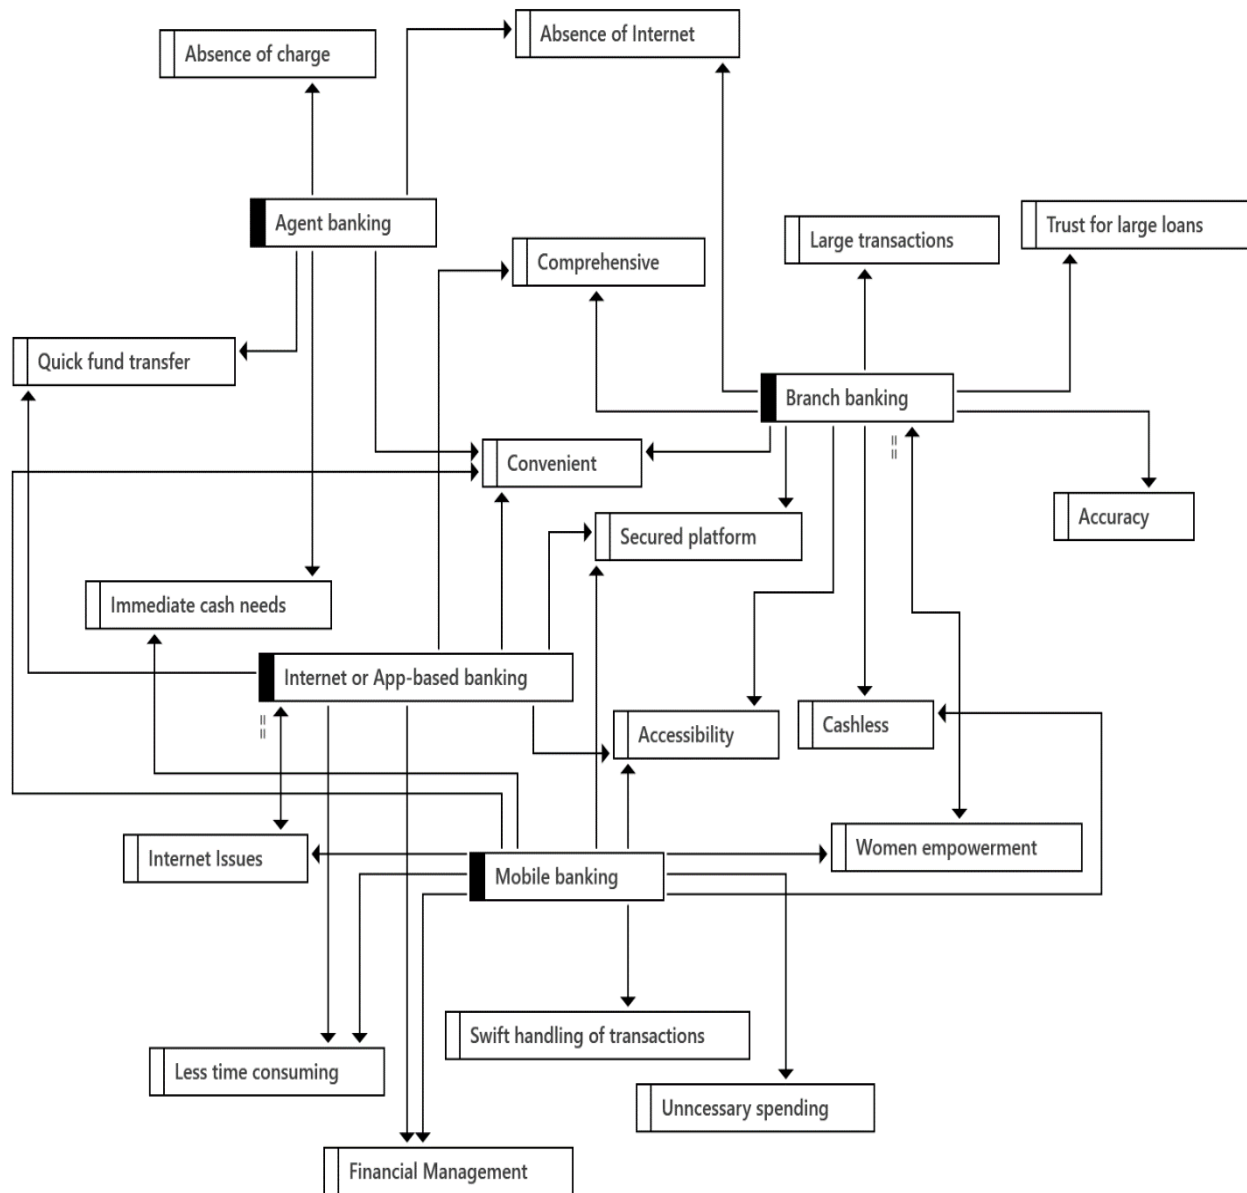 Absence of Internet
Absence of charge
Agent banking
Large transactions
Trust for large loans
Comprehensive
Quick fund transfer
Branch banking
Convenient
=
=
Accuracy
Secured platform
Immediate cash needs
Internet or App-based banking
Accessibility
Cashless
=
=
Internet Issues
Women empowerment
Mobile banking
Swift handling of transactions
Less time consuming
Unncessary spending
Financial Management